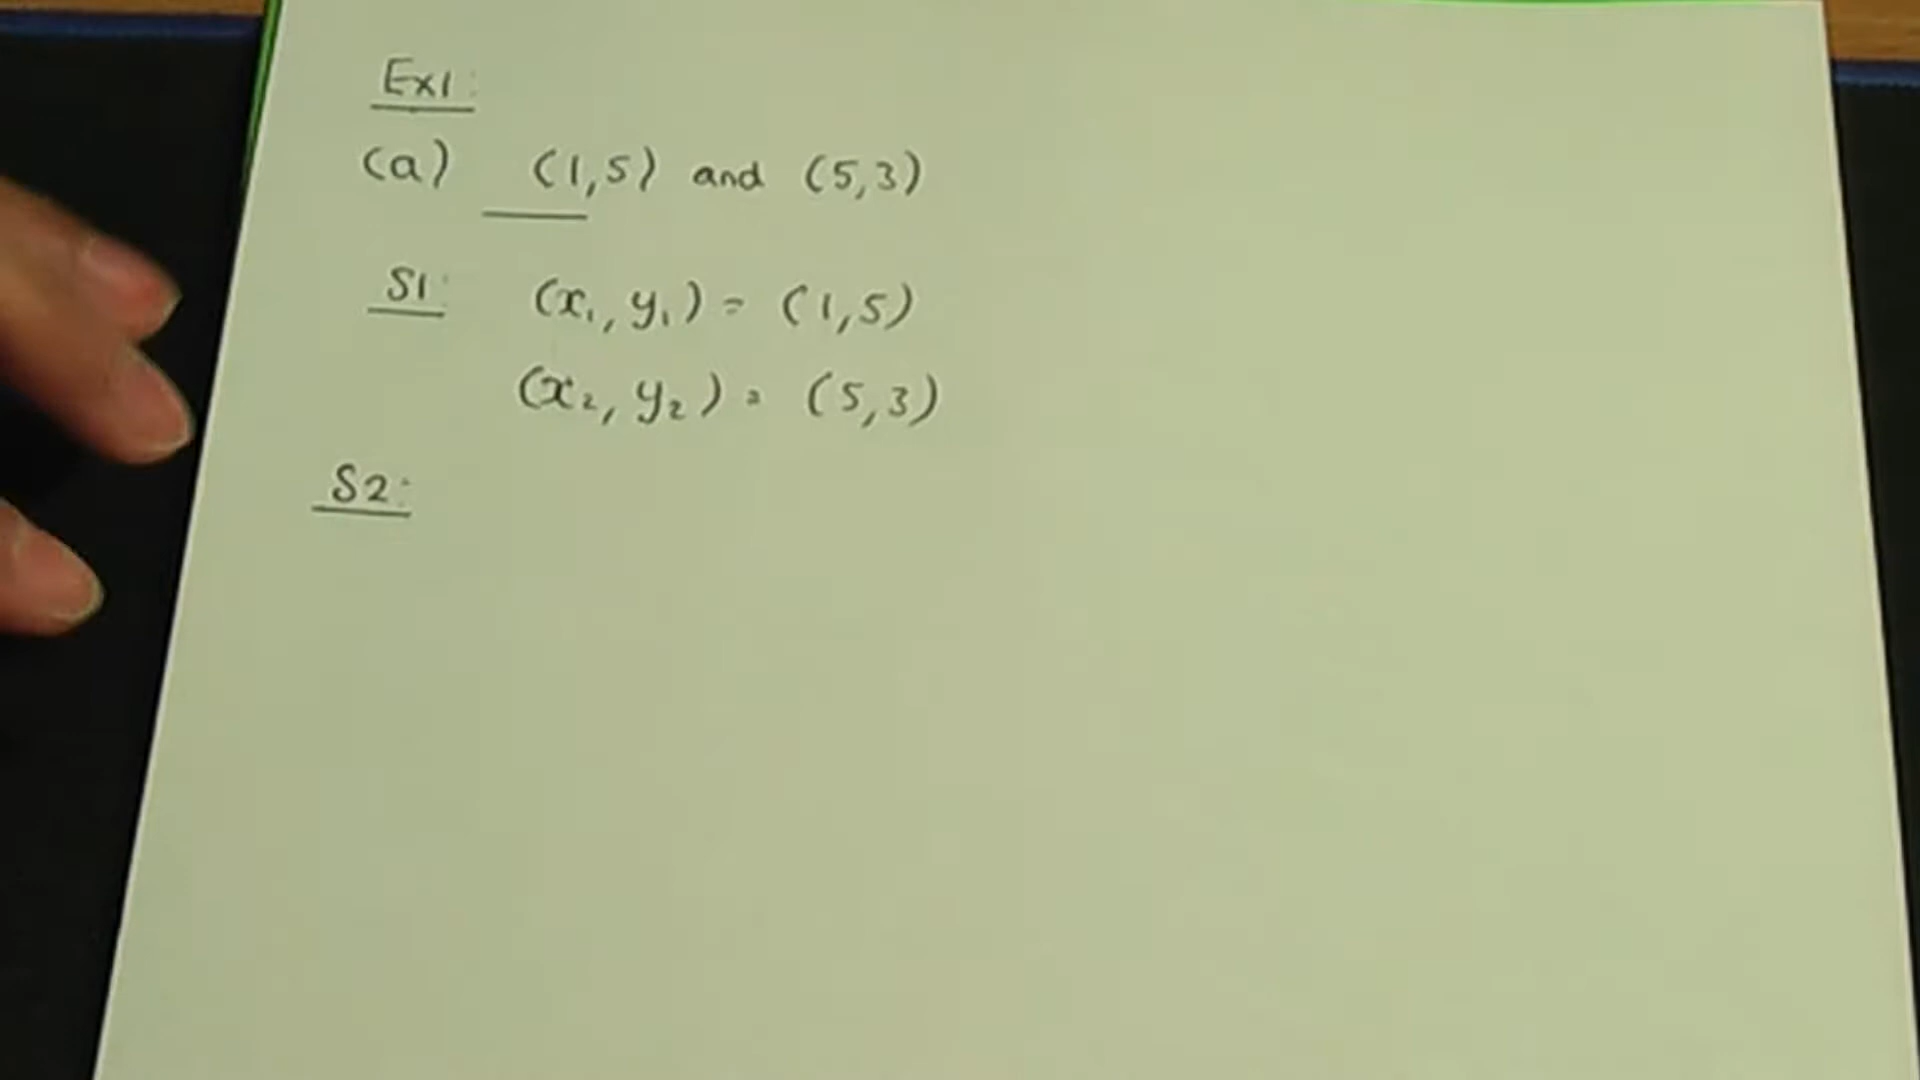 Ex1:
(a) (1,5) and (5,3)
S1: (x₁, y₁) = (1,5)
(x₂, y₂) = (5,3)
S2: